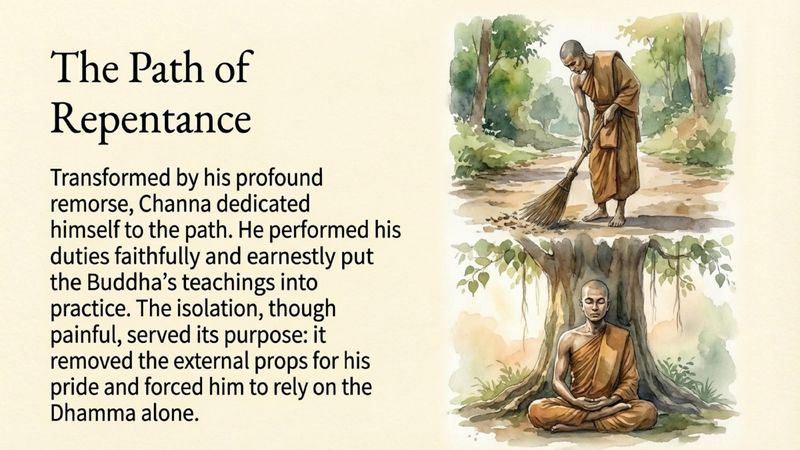 The Path of
Repentance
Transformed by his profound
remorse, Channa dedicated
himself to the path. He performed his
duties faithfully and earnestly put
the Buddha’s teachings into
practice. The isolation, though
painful, served its purpose: it
removed the external props for his
pride and forced him to rely on the
Dhamma alone.